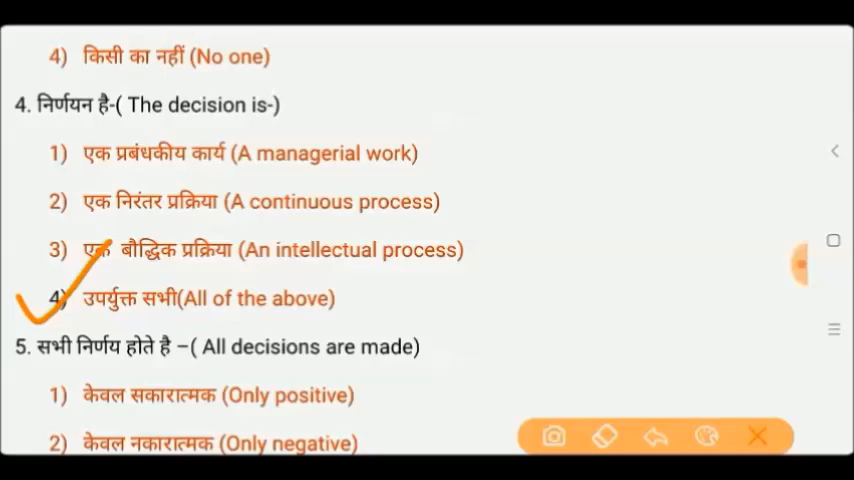 4) किसी का नहीं (No one)
4. निर्णयन है-( The decision is-)
1) एक प्रबंधकीय कार्य (A managerial work)
2) एक निरंतर प्रक्रिया (A continuous process)
3) एक बौद्धिक प्रक्रिया (An intellectual process)
4) उपर्युक्त सभी(All of the above)
5. सभी निर्णय होते है –( All decisions are made)
1) केवल सकारात्मक (Only positive)
2) केवल नकारात्मक (Only negative)